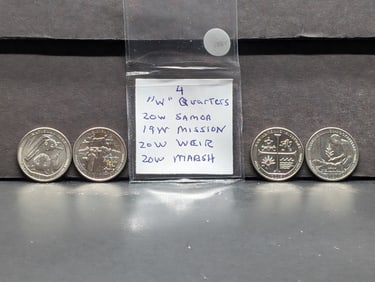 4
"W" Quarters
20W SAMOA
19W MISSION
20W WEIR
20W MARSH